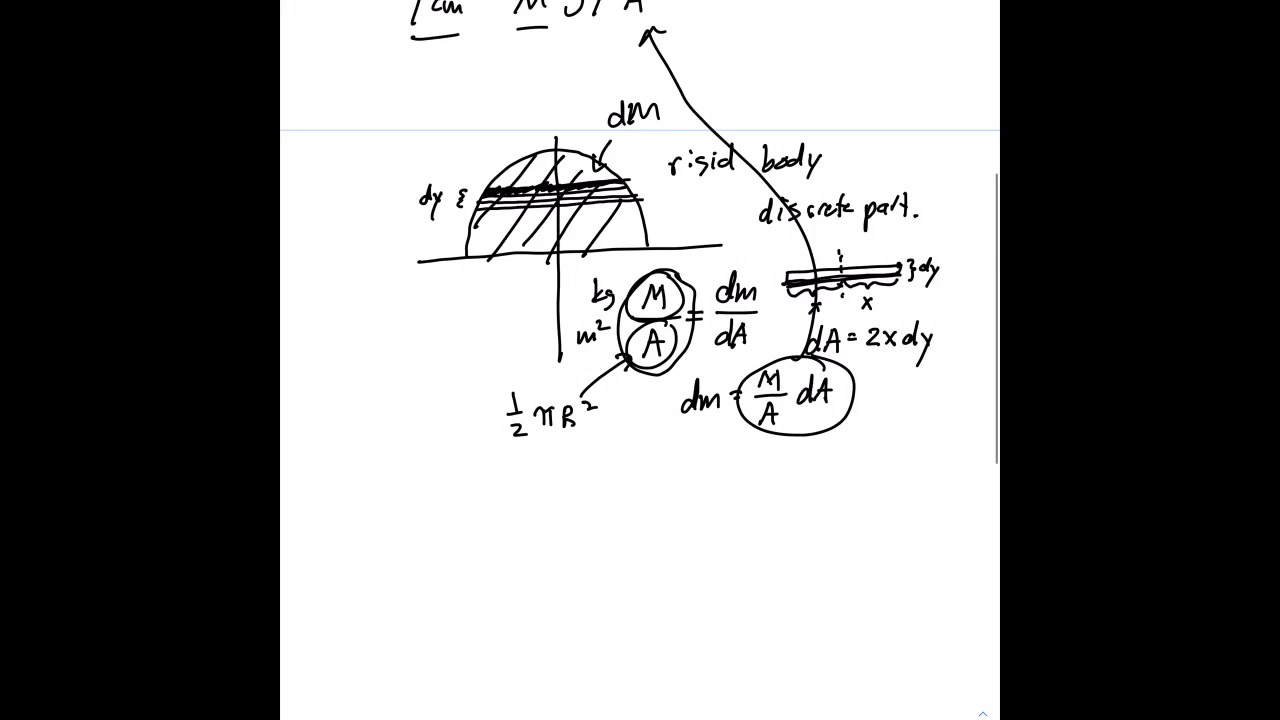 dM
rigid body
dy {
discrete part.
} dy
x x
kg/m² M/A = dm/dA
dA = 2x dy
dm = M/A dA
1/2 πR²